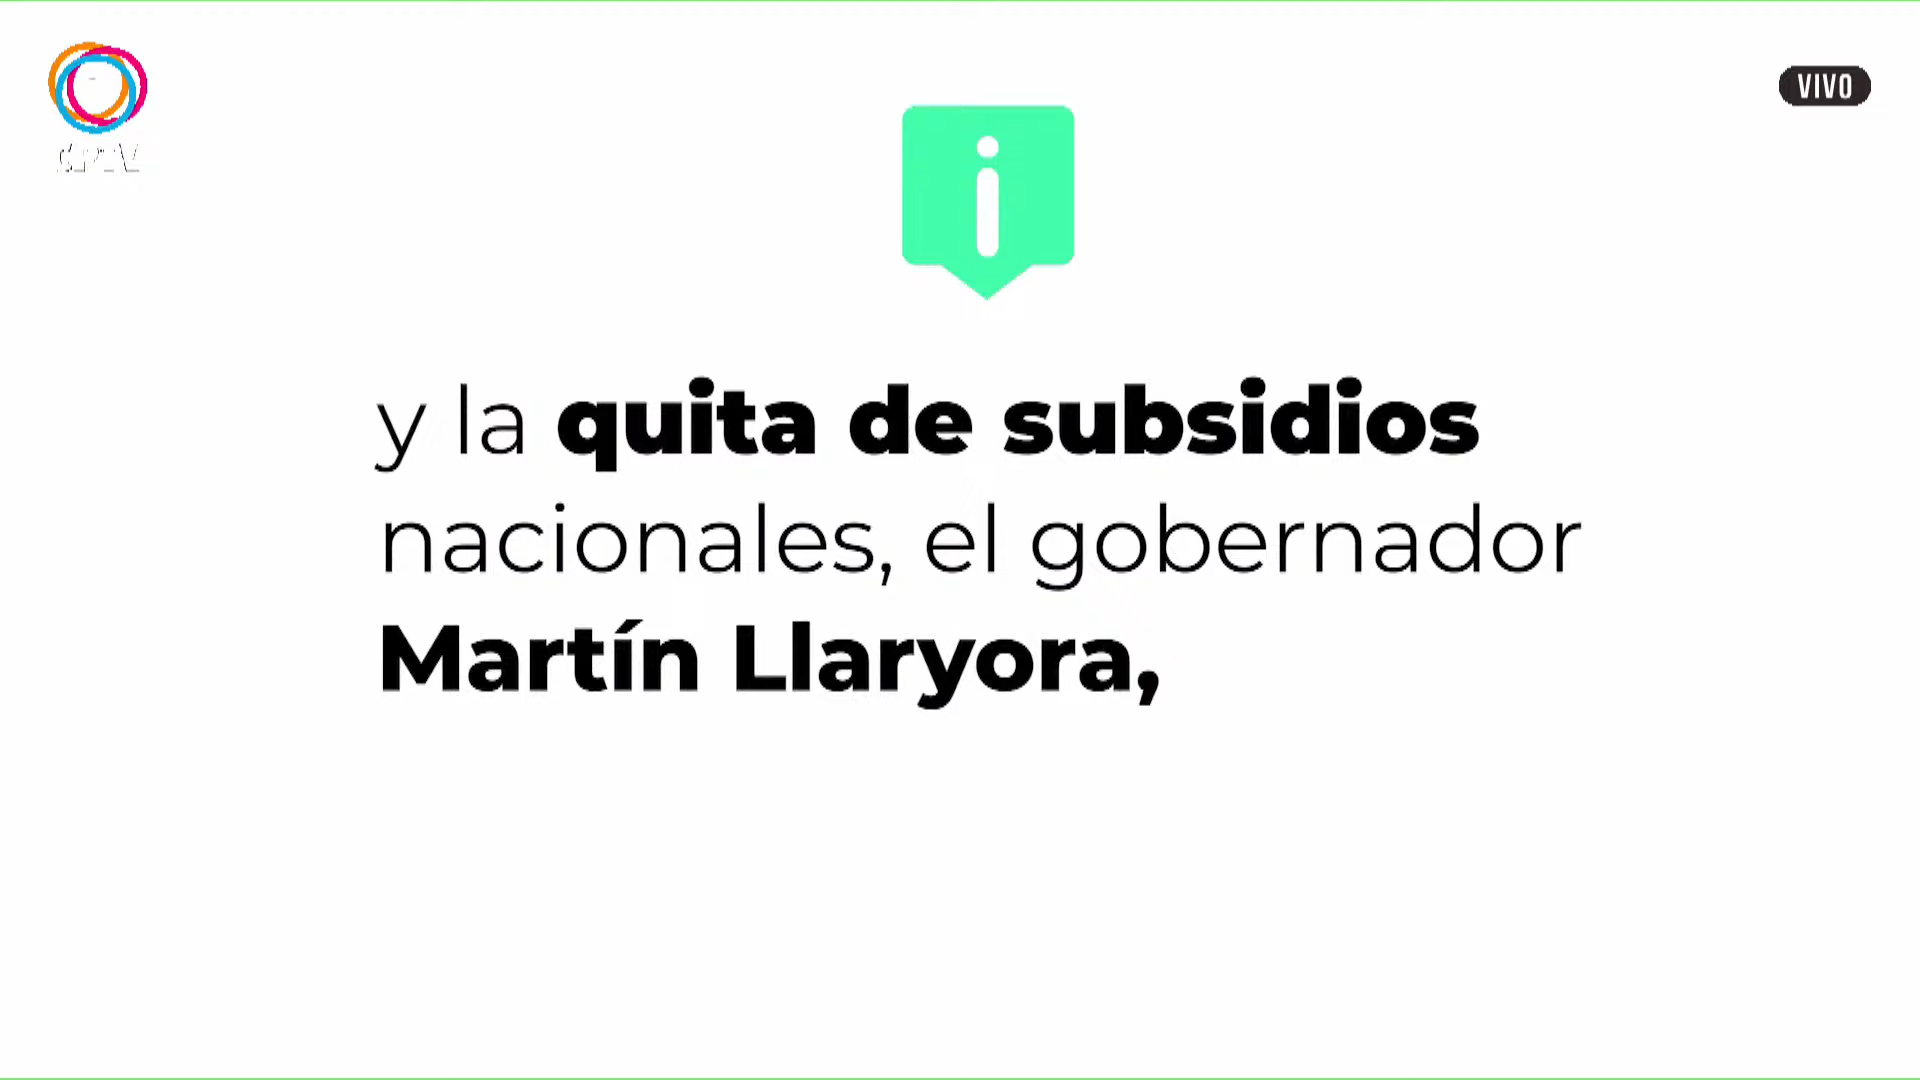 VIVO
i
y la quita de subsidios
nacionales, el gobernador
Martín Llaryora,